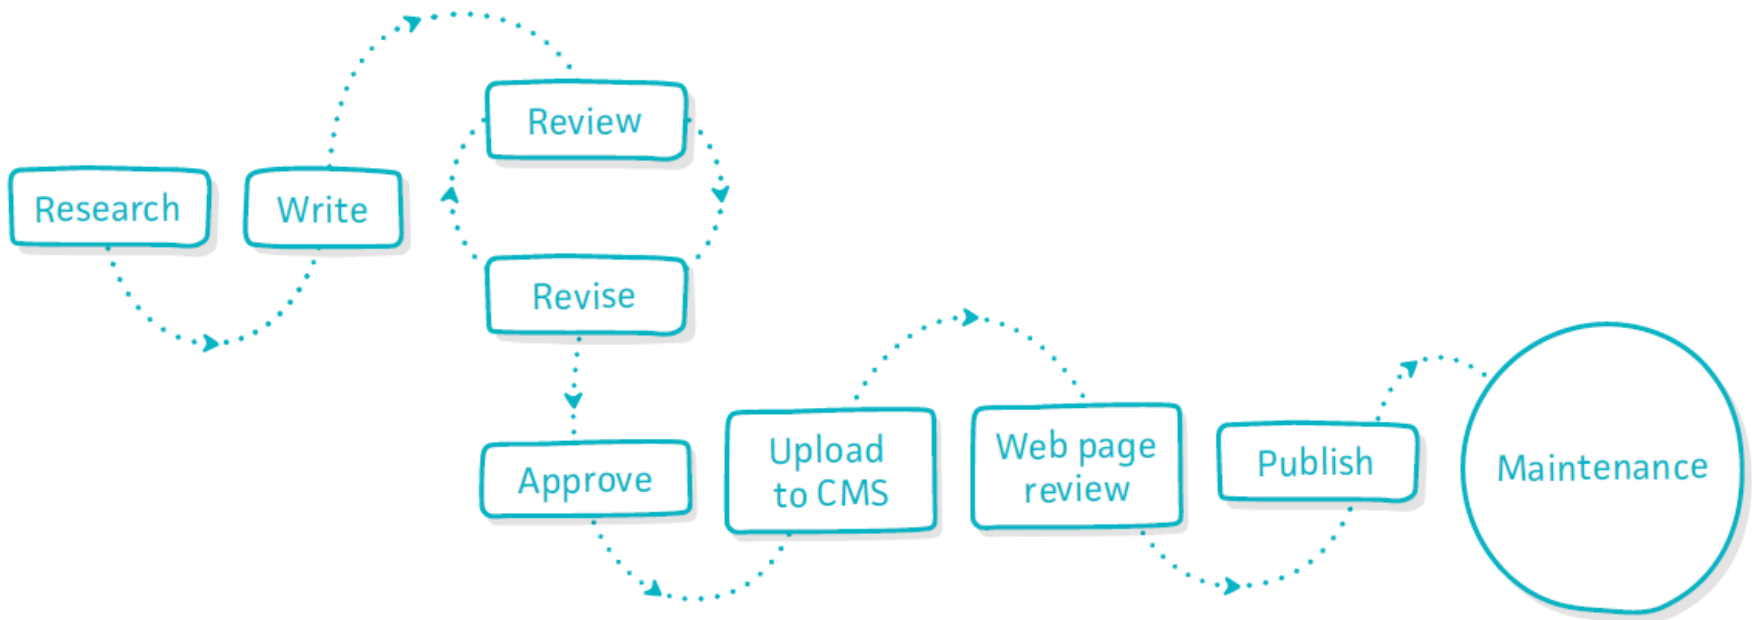 Research
Write
Review
Revise
Approve
Upload
to CMS
Web page
review
Publish
Maintenance